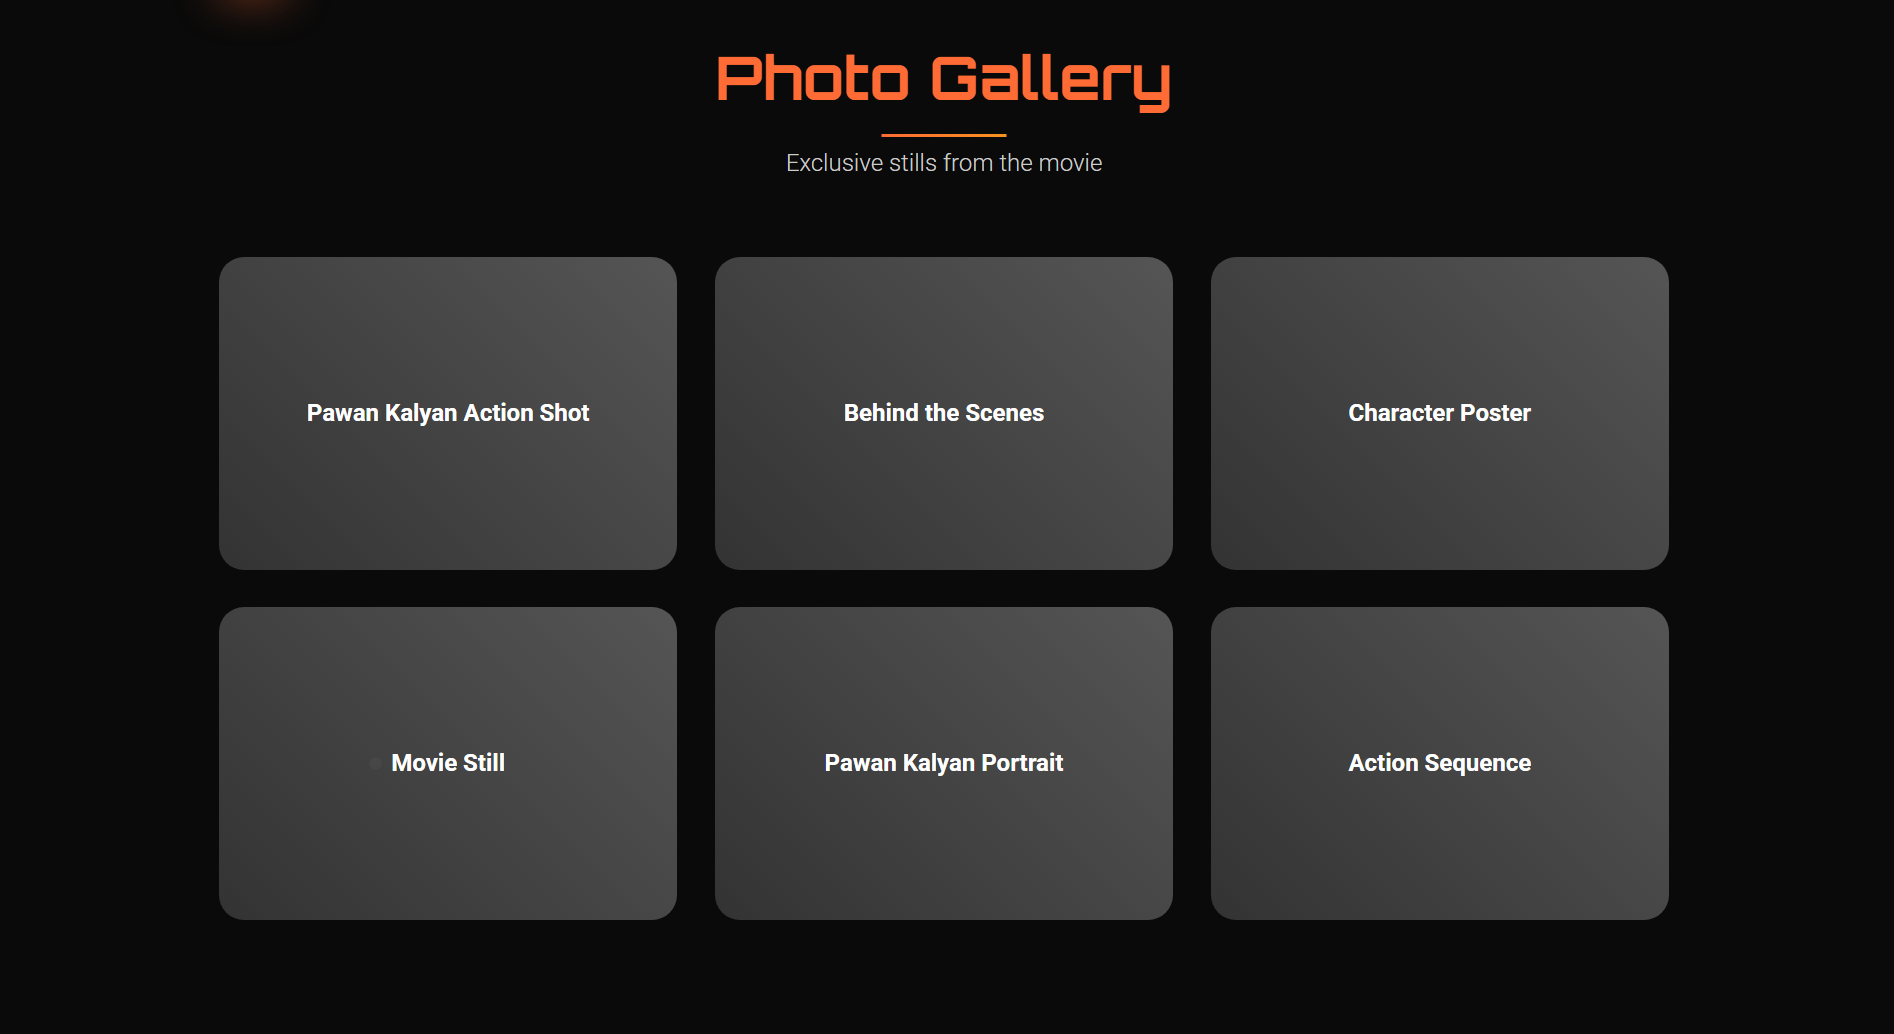 Photo Gallery
Exclusive stills from the movie
Pawan Kalyan Action Shot
Behind the Scenes
Character Poster
Movie Still
Pawan Kalyan Portrait
Action Sequence